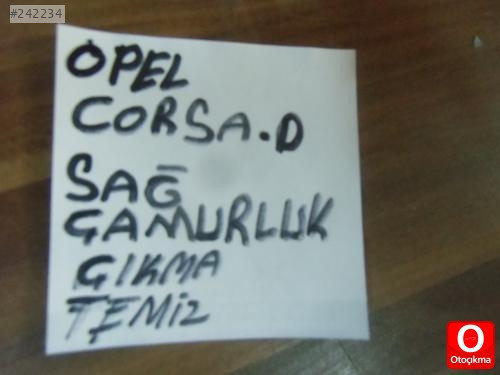 #242234
OPEL
CORSA.D
SAĞ
ÇAMURLUK
ÇIKMA
TEMİZ
O
Otoçıkma